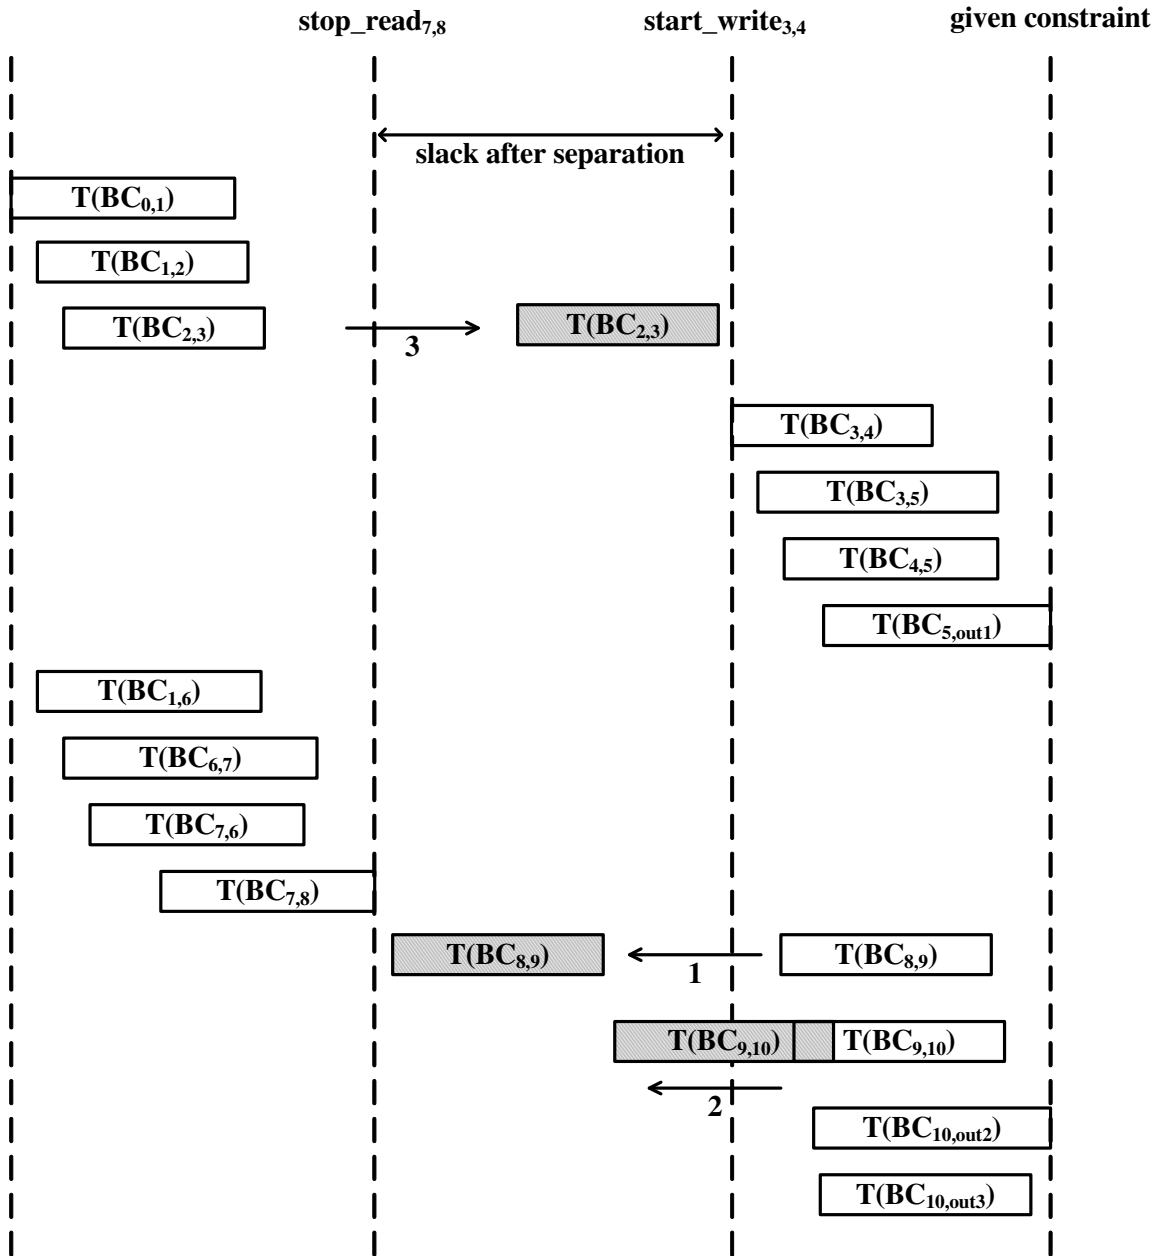 stop_read7,8 start_write3,4 given constraint
slack after separation
T(BC0,1)
T(BC1,2)
T(BC2,3) T(BC2,3)
3
T(BC3,4)
T(BC3,5)
T(BC4,5)
T(BC5,out1)
T(BC1,6)
T(BC6,7)
T(BC7,6)
T(BC7,8)
T(BC8,9) T(BC8,9)
1
T(BC9,10) T(BC9,10)
2
T(BC10,out2)
T(BC10,out3)